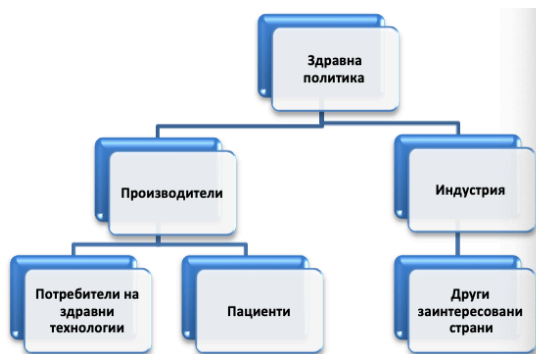 Здравна
политика
Производители
Индустрия
Потребители на
здравни
технологии
Пациенти
Други
заинтересовани
страни